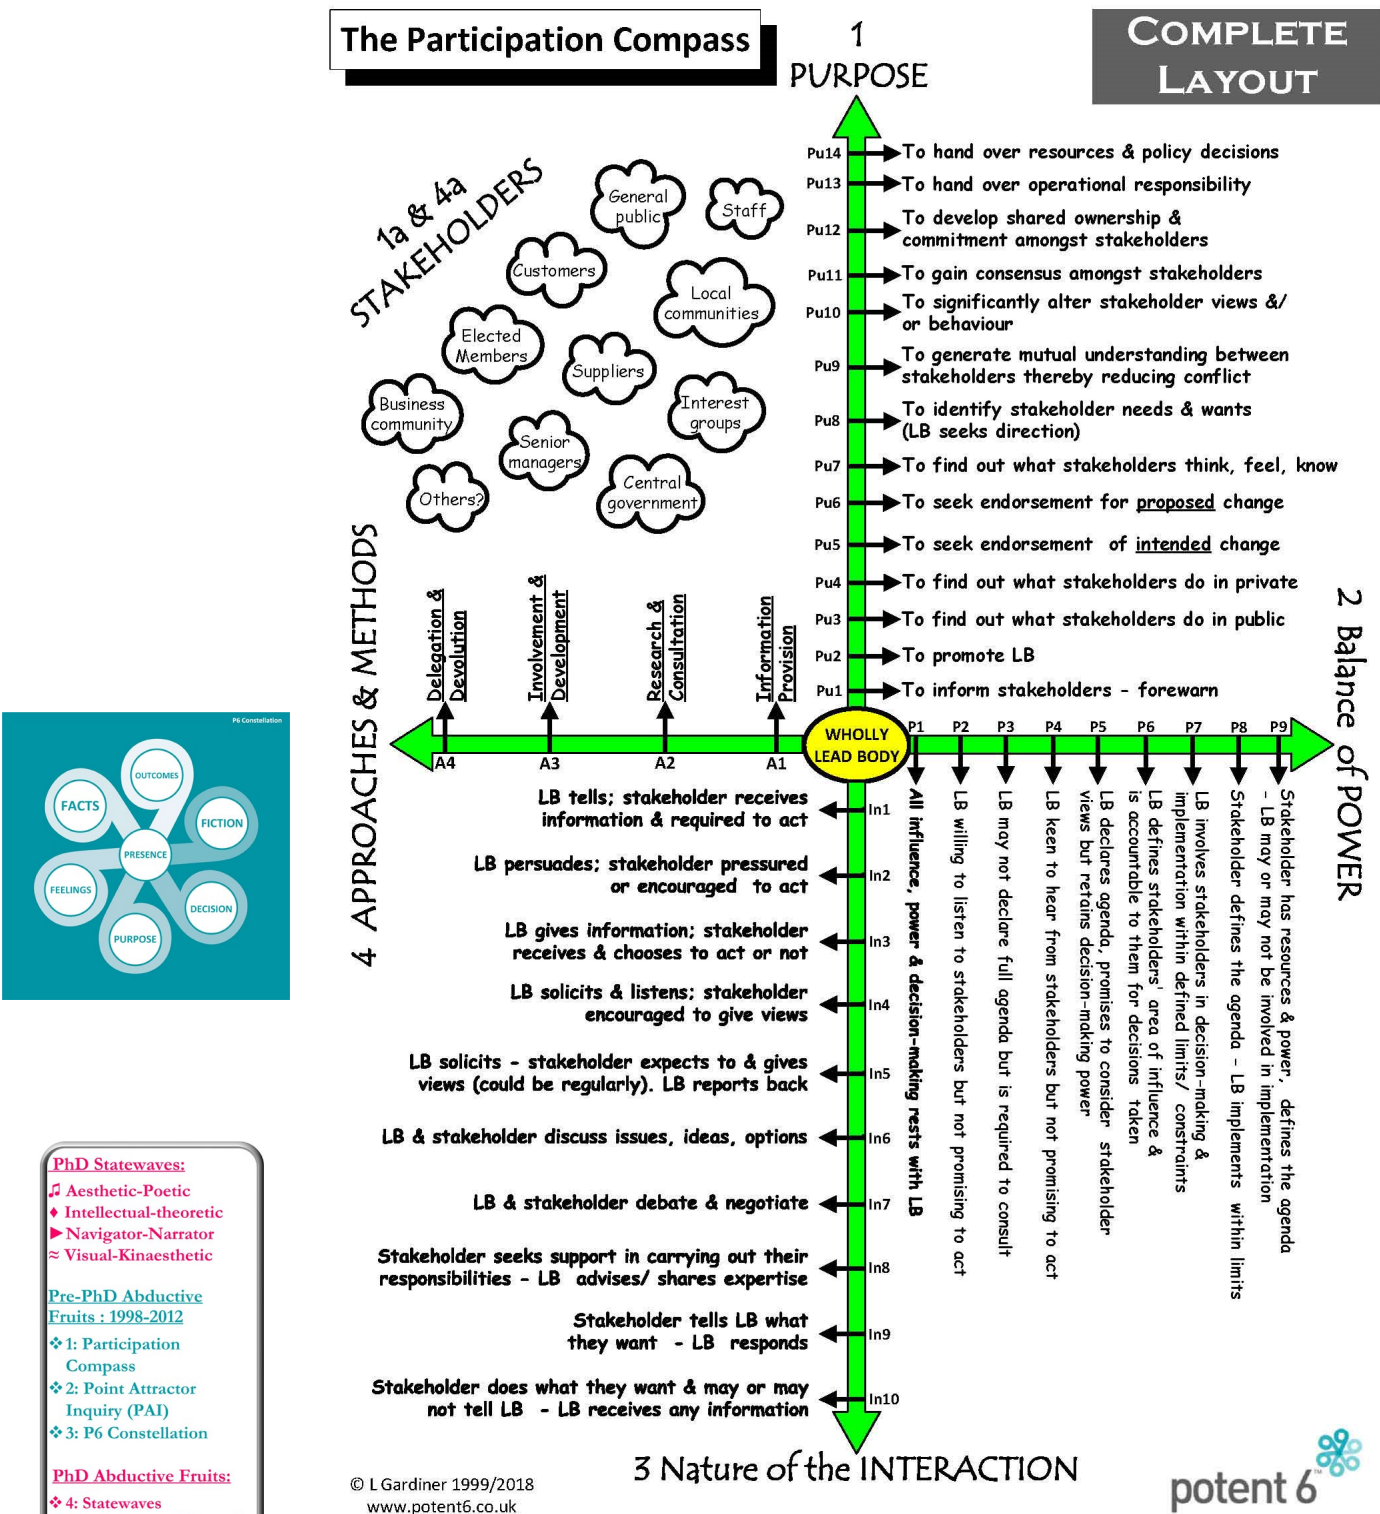 The Participation Compass
COMPLETE
LAYOUT
1
PURPOSE
Pu14
To hand over resources & policy decisions
Pu13
To hand over operational responsibility
Pu12
To develop shared ownership &
commitment amongst stakeholders
Pu11
To gain consensus amongst stakeholders
Pu10
To significantly alter stakeholder views &/
or behaviour
Pu9
To generate mutual understanding between
stakeholders thereby reducing conflict
Pu8
To identify stakeholder needs & wants
(LB seeks direction)
Pu7
To find out what stakeholders think, feel, know
Pu6
To seek endorsement for proposed change
Pu5
To seek endorsement of intended change
Pu4
To find out what stakeholders do in private
Pu3
To find out what stakeholders do in public
Pu2
To promote LB
Pu1
To inform stakeholders - forewarn
1a & 4a
STAKEHOLDERS
General
public
Staff
Customers
Local
communities
Elected
Members
Suppliers
Business
community
Interest
groups
Senior
managers
Others?
Central
government
4 APPROACHES & METHODS
Delegation &
Devolution
Involvement &
Development
Research &
Consultation
Information
Provision
A4
A3
A2
A1
WHOLLY
LEAD BODY
2 Balance of POWER
P1
P2
P3
P4
P5
P6
P7
P8
P9
All influence, power & decision-making rests with LB
LB willing to listen to stakeholders but not promising to act
LB may not declare full agenda but is required to consult
LB keen to hear from stakeholders but not promising to act
LB declares agenda, promises to consider stakeholder
views but retains decision-making power
LB defines stakeholders' area of influence &
is accountable to them for decisions taken
LB involves stakeholders in decision-making &
implementation within defined limits/ constraints
Stakeholder defines the agenda - LB implements within limits
Stakeholder has resources & power, defines the agenda
- LB may or may not be involved in implementation
LB tells; stakeholder receives
information & required to act
In1
LB persuades; stakeholder pressured
or encouraged to act
In2
LB gives information; stakeholder
receives & chooses to act or not
In3
LB solicits & listens; stakeholder
encouraged to give views
In4
LB solicits - stakeholder expects to & gives
views (could be regularly). LB reports back
In5
LB & stakeholder discuss issues, ideas, options
In6
LB & stakeholder debate & negotiate
In7
Stakeholder seeks support in carrying out their
responsibilities - LB advises/ shares expertise
In8
Stakeholder tells LB what
they want - LB responds
In9
Stakeholder does what they want & may or may
not tell LB - LB receives any information
In10
3 Nature of the INTERACTION
© L Gardiner 1999/2018
www.potent6.co.uk
potent 6™
P6 Constellation
OUTCOMES
FACTS
FICTION
PRESENCE
FEELINGS
DECISION
PURPOSE
PhD Statewaves:
♫ Aesthetic-Poetic
♦ Intellectual-theoretic
► Navigator-Narrator
≈ Visual-Kinaesthetic
Pre-PhD Abductive
Fruits : 1998-2012
❖ 1: Participation
Compass
❖ 2: Point Attractor
Inquiry (PAI)
❖ 3: P6 Constellation
PhD Abductive Fruits:
❖ 4: Statewaves